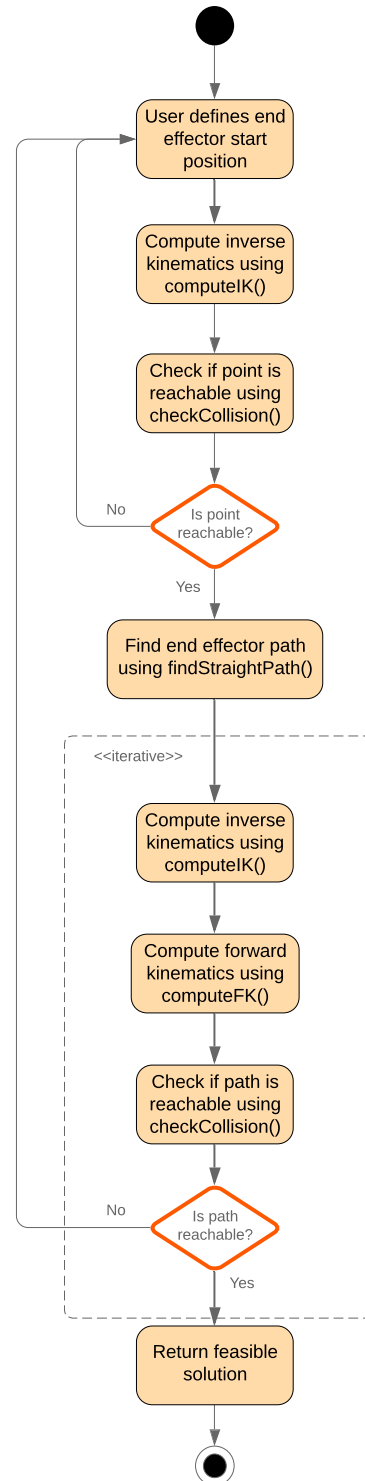 User defines end
effector start
position
Compute inverse
kinematics using
computeIK()
Check if point is
reachable using
checkCollision()
No
Is point
reachable?
Yes
Find end effector path
using findStraightPath()
<<iterative>>
Compute inverse
kinematics using
computeIK()
Compute forward
kinematics using
computeFK()
Check if path is
reachable using
checkCollision()
No
Is path
reachable?
Yes
Return feasible
solution